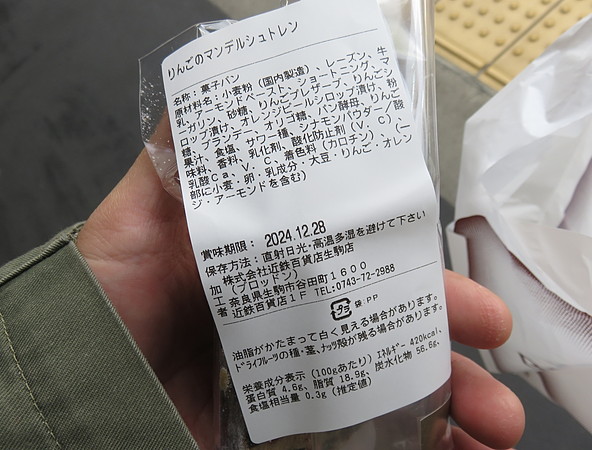 りんごのマンデルシュトレン
名称:菓子パン
原材料名:小麦粉(国内製造)、レーズン、牛
乳、アーモンドペースト、ショートニング、マー
ガリン、砂糖、りんごプレザーブ、りんごシ
ロップ漬け、オレンジピールシロップ漬け、粉
糖、ブランデー、オリゴ糖、パン酵母、りんご
果汁、食塩、サワー種、シナモンパウダー/酸
味料、香料、乳化剤、酸化防止剤(V.C)、
乳酸Ca、V.C、着色料(カロチン)、(一
部に小麦・卵・乳成分・大豆・りんご・オレン
ジ・アーモンドを含む)
賞味期限: 2024.12.28
保存方法:直射日光・高温多湿を避けて下さい
加 株式会社近鉄百貨店生駒店
(ブロッドン)
工 奈良県生駒市谷田町1600
者 近鉄百貨店1F TEL:0743-72-2988
プラ 袋:PP
油脂がかたまって白く見える場合があります。
ドライフルーツの種・茎、ナッツ殻が残る場合があります。
栄養成分表示(100gあたり)エネルギー 420kcal、
蛋白質 4.6g、脂質 18.9g、炭水化物 56.6g、
食塩相当量 0.3g(推定値)